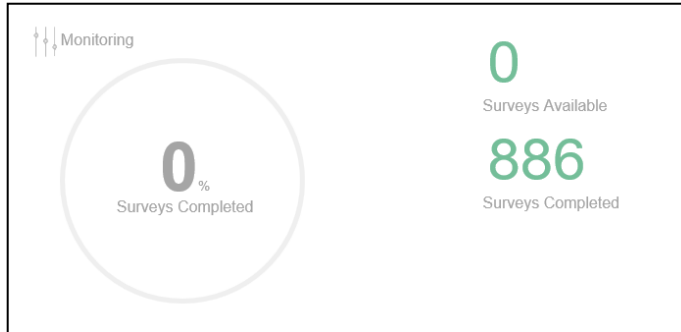 Monitoring
0%
Surveys Completed
0
Surveys Available
886
Surveys Completed